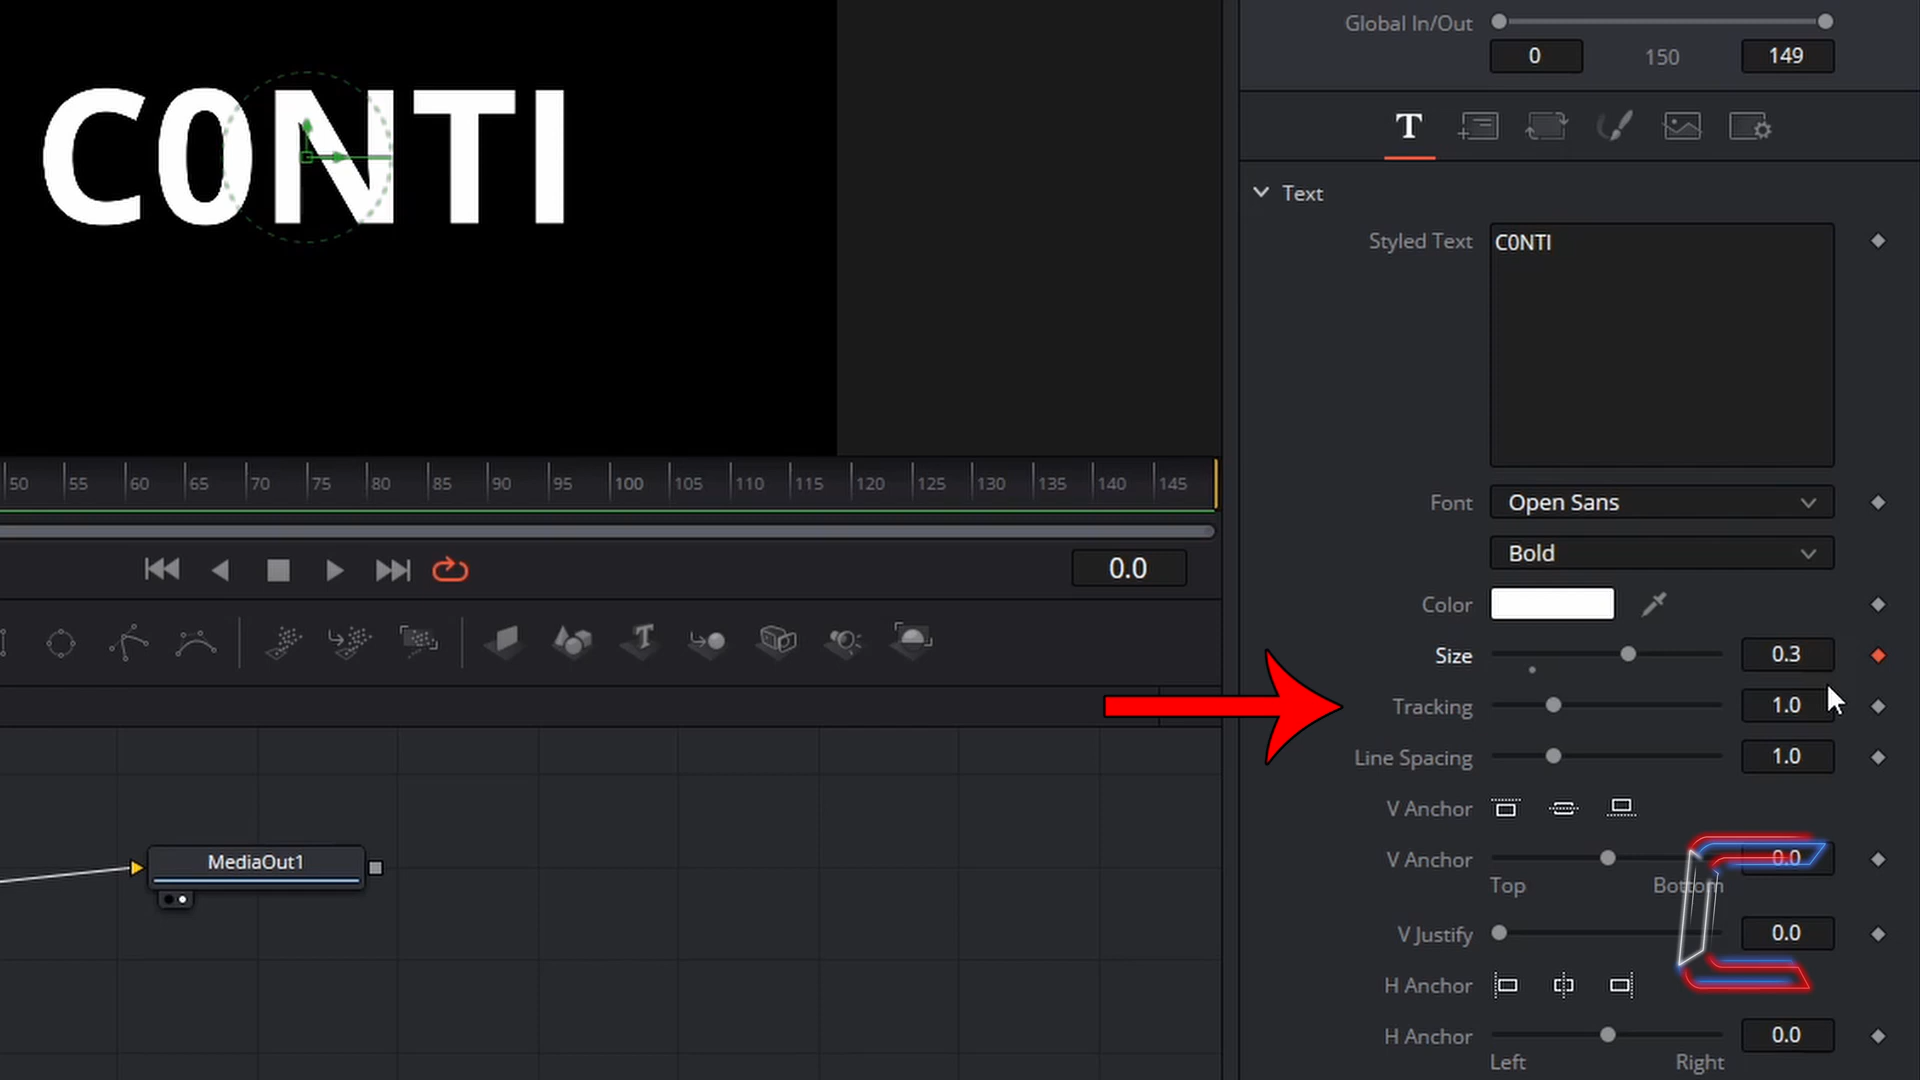 Global In/Out
0 150 149
C0NTI
T
Text
Styled Text C0NTI
50 55 60 65 70 75 80 85 90 95 100 105 110 115 120 125 130 135 140 145
Font Open Sans
Bold
0.0
Color
Size 0.3
Tracking 1.0
Line Spacing 1.0
V Anchor
V Anchor 0.0
Top Bottom
MediaOut1
V Justify 0.0
H Anchor
H Anchor 0.0
Left Right